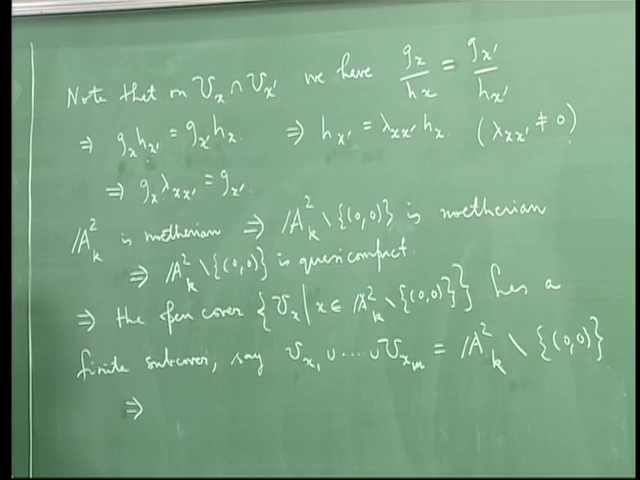 Note that on U_x ∩ U_x' we have g_x/h_x = g_x'/h_x'
⇒ g_x h_x' = g_x' h_x. ⇒ h_x' = λ_xx' h_x. (λ_xx' ≠ 0)
⇒ g_x λ_xx' = g_x'.
𝔸²_k is noetherian ⇒ 𝔸²_k \ {(0,0)} is noetherian
⇒ 𝔸²_k \ {(0,0)} is quasicompact.
⇒ the open cover {U_x | x ∈ 𝔸²_k \ {(0,0)}} has a
finite subcover, say U_x₁ ∪ ... ∪ U_x_m = 𝔸²_k \ {(0,0)}
⇒